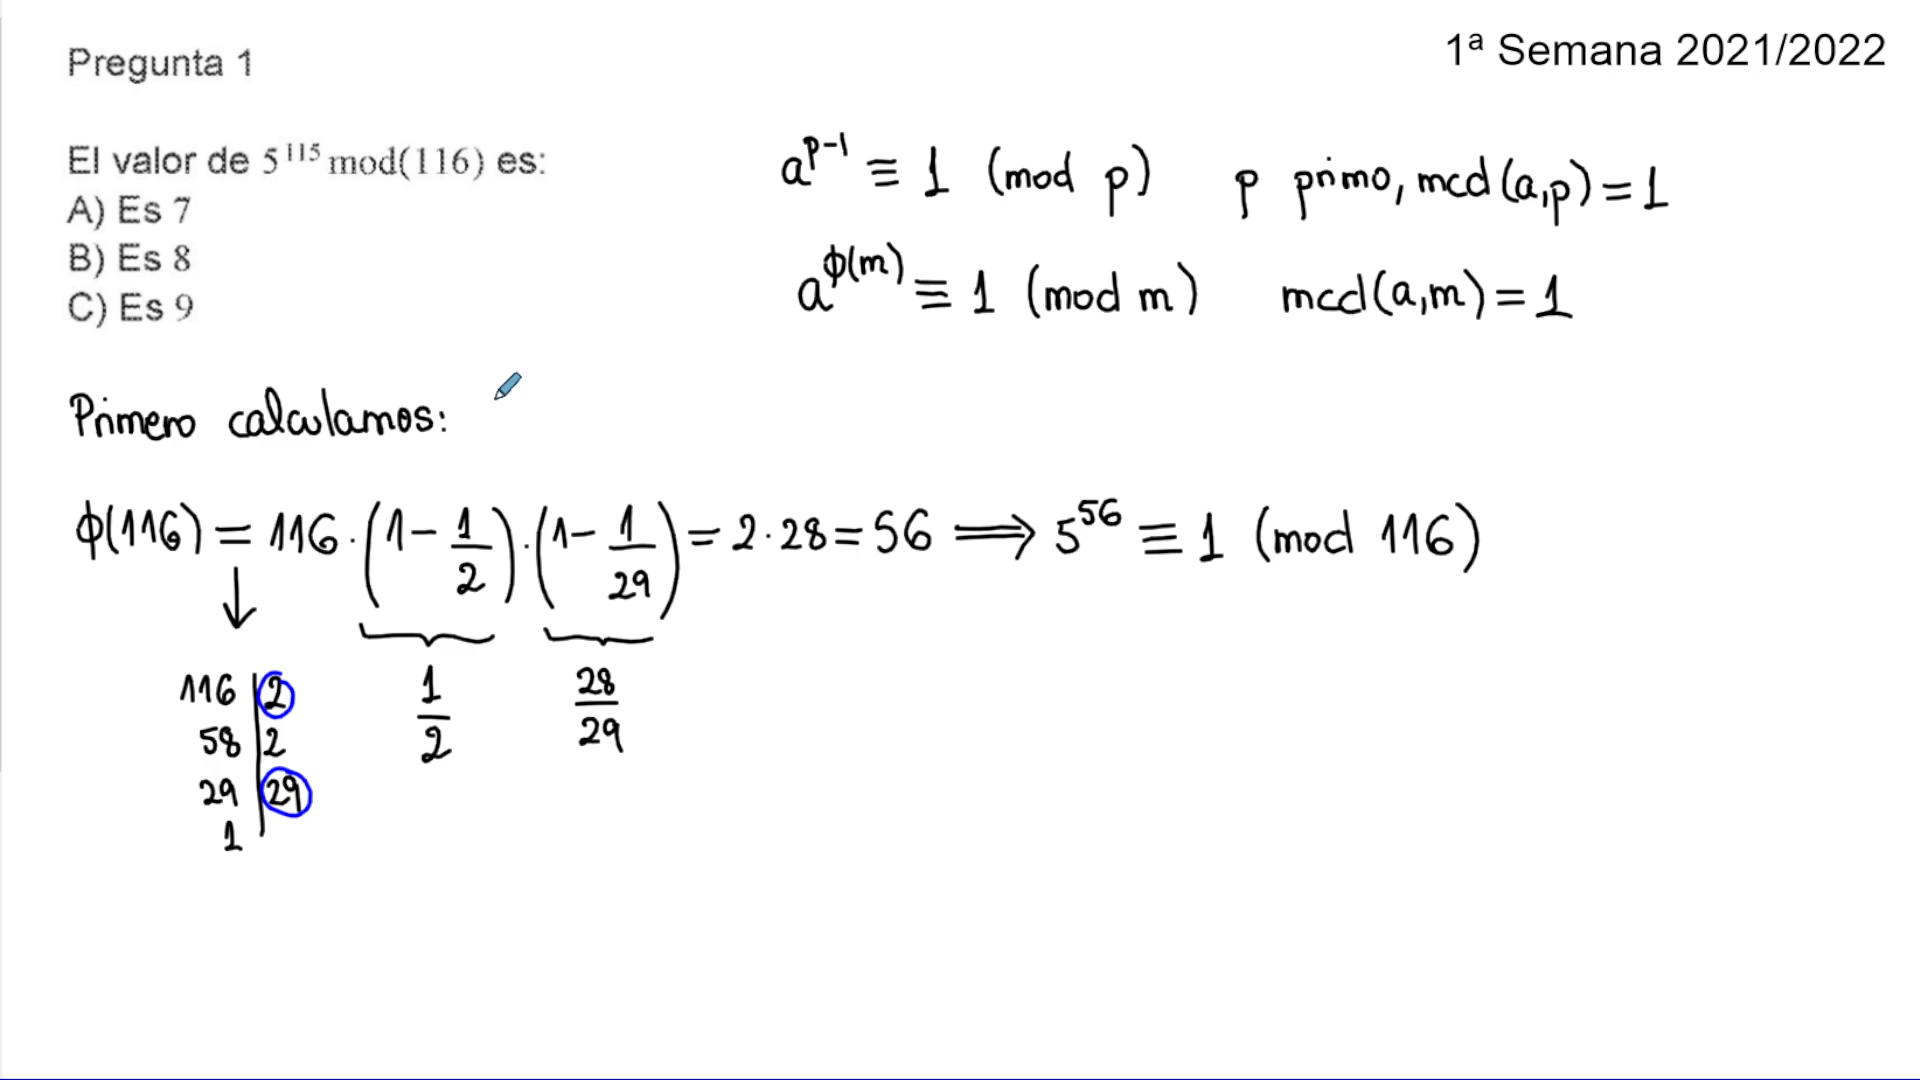 1ª Semana 2021/2022
Pregunta 1
El valor de 5^115 mod(116) es:
A) Es 7
B) Es 8
C) Es 9
a^(p-1) ≡ 1 (mod p) p primo, mcd(a,p)=1
a^ϕ(m) ≡ 1 (mod m) mcd(a,m)=1
Primero calculamos:
ϕ(116) = 116·(1-1/2)·(1-1/29) = 2·28 = 56 ⟹ 5^56 ≡ 1 (mod 116)
↓
1/2 28/29
116 | 2
58 | 2
29 | 29
1 |